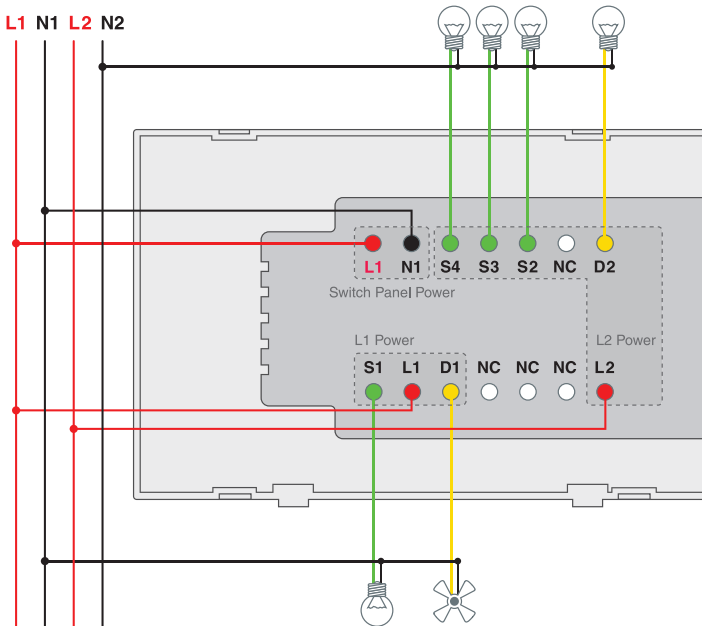 L1 N1 L2 N2
L1 N1 S4 S3 S2 NC D2
Switch Panel Power
L1 Power L2 Power
S1 L1 D1 NC NC NC L2